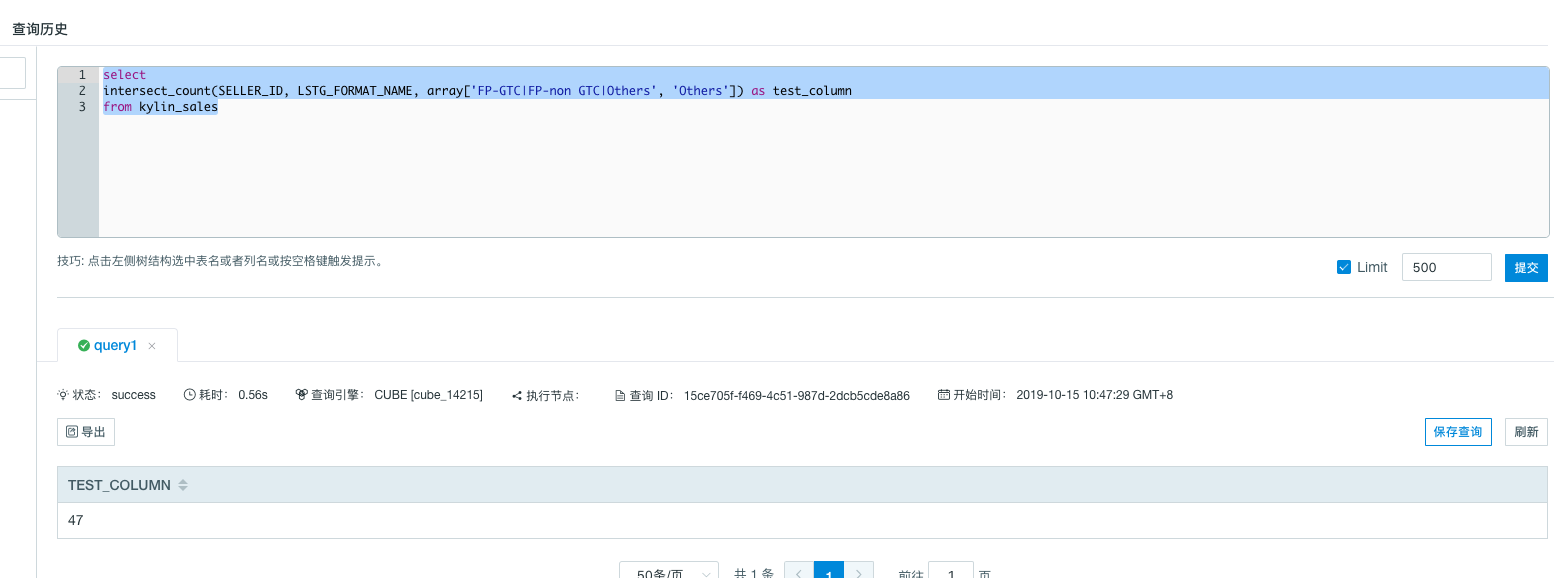 查询历史
1 select
2 intersect_count(SELLER_ID, LSTG_FORMAT_NAME, array['FP-GTC|FP-non GTC|Others', 'Others']) as test_column
3 from kylin_sales
技巧: 点击左侧树结构选中表名或者列名或按空格键触发提示。
Limit 500 提交
query1 ×
状态: success 耗时: 0.56s 查询引擎: CUBE [cube_14215] 执行节点: 查询 ID: 15ce705f-f469-4c51-987d-2dcb5cde8a86 开始时间: 2019-10-15 10:47:29 GMT+8
导出 保存查询 刷新
TEST_COLUMN
47
50条/页 共 1 条 < 1 > 前往 1 页